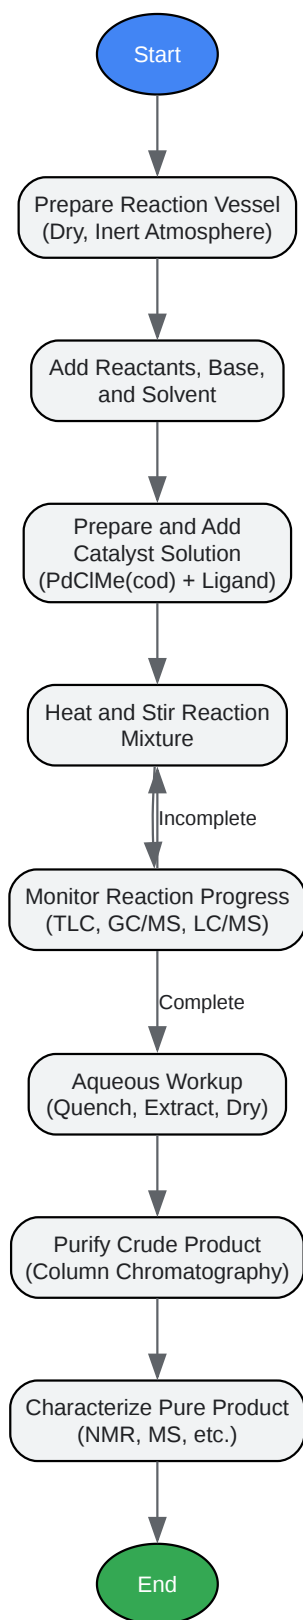 Start
Prepare Reaction Vessel
(Dry, Inert Atmosphere)
Add Reactants, Base,
and Solvent
Prepare and Add
Catalyst Solution
(PdClMe(cod) + Ligand)
Heat and Stir Reaction
Mixture
Incomplete
Monitor Reaction Progress
(TLC, GC/MS, LC/MS)
Complete
Aqueous Workup
(Quench, Extract, Dry)
Purify Crude Product
(Column Chromatography)
Characterize Pure Product
(NMR, MS, etc.)
End